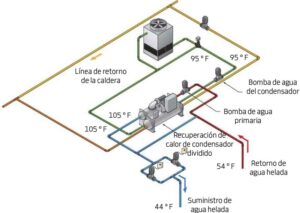 Línea de retorno
de la caldera
95 ° F
95 ° F
Bomba de agua
del condensador
Bomba de agua
primaria
105 ° F
105 ° F
Recuperación de
calor de condensador
dividido
54 ° F
Retorno de
agua helada
44 ° F
Suministro de
agua helada